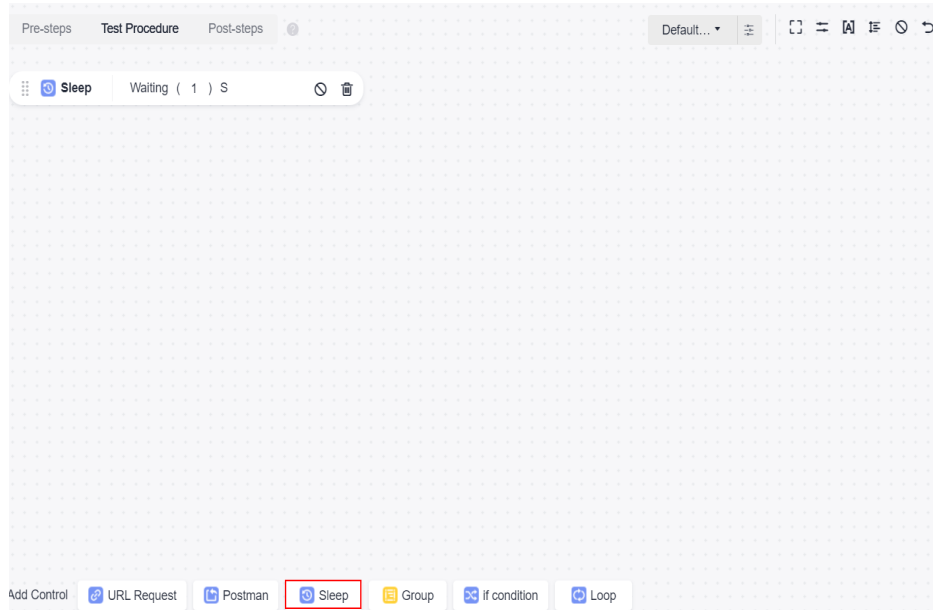 Pre-steps Test Procedure Post-steps ? Default... [A]
Sleep Waiting ( 1 ) S
Add Control URL Request Postman Sleep Group if condition Loop